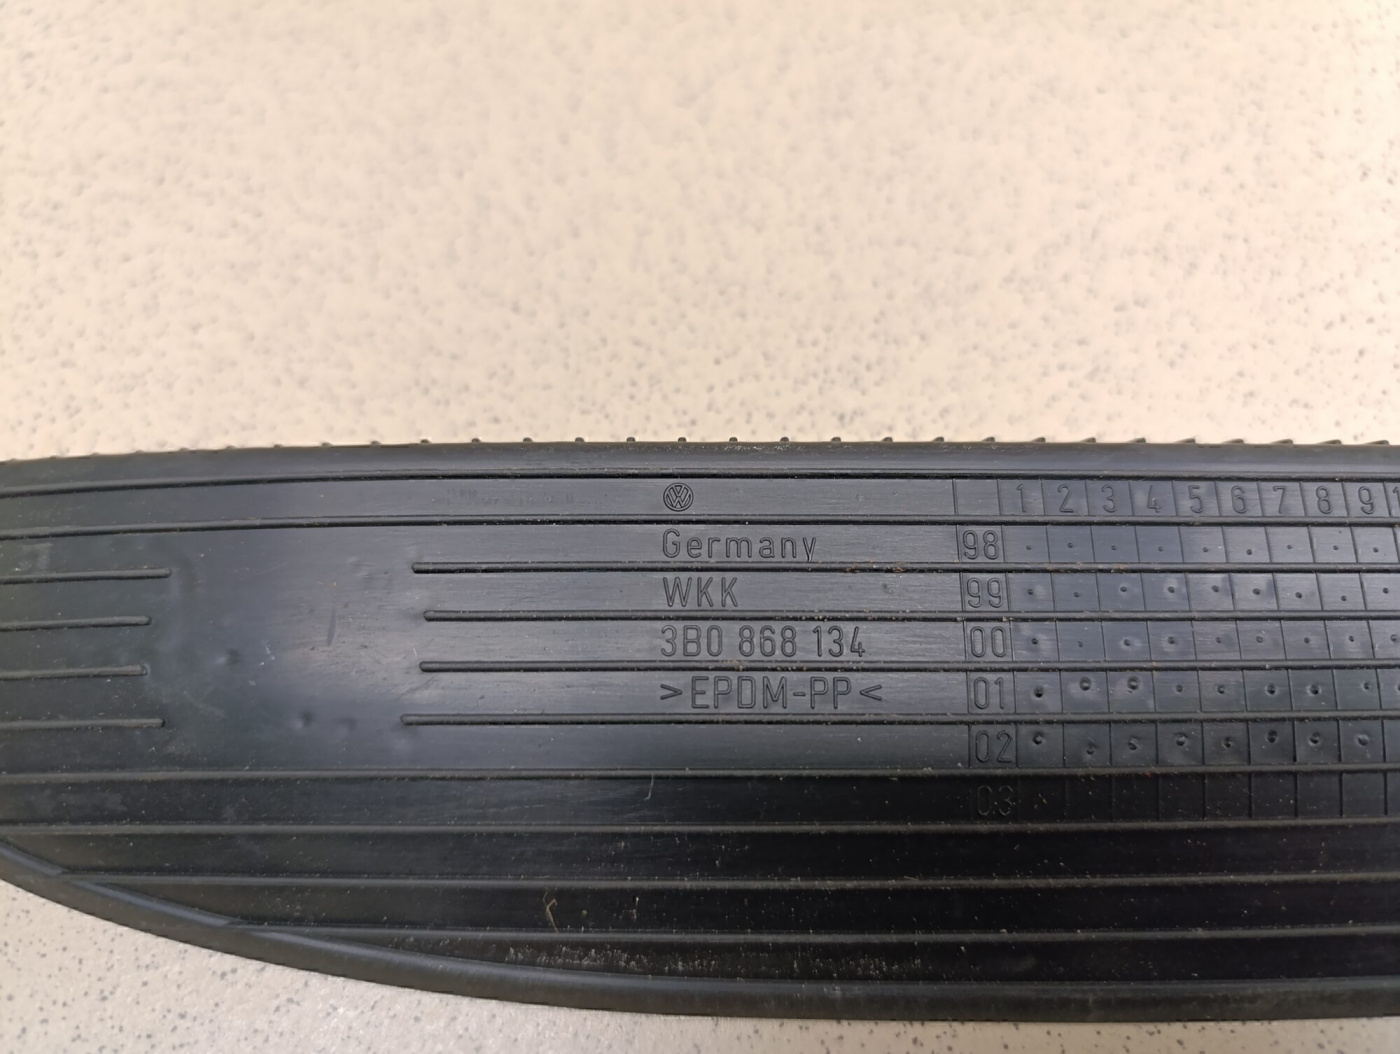 1 2 3 4 5 6 7 8 9
Germany 98
WKK 99
3B0 868 134 00
>EPDM-PP< 01
02
03